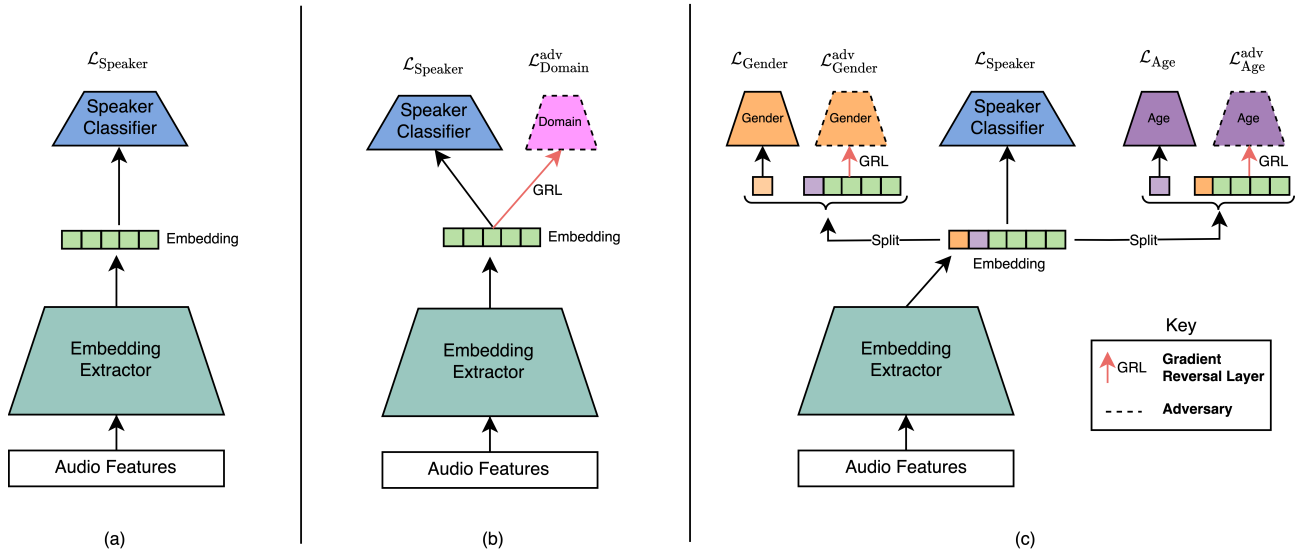 ℒ_Speaker
Speaker
Classifier
Embedding
Embedding
Extractor
Audio Features
(a)
ℒ_Speaker
ℒ^adv_Domain
Speaker
Classifier
Domain
GRL
Embedding
Embedding
Extractor
Audio Features
(b)
ℒ_Gender
ℒ^adv_Gender
ℒ_Speaker
ℒ_Age
ℒ^adv_Age
Gender
Gender
Speaker
Classifier
Age
Age
GRL
GRL
Split
Split
Embedding
Embedding
Extractor
Audio Features
Key
GRL
Gradient
Reversal Layer
Adversary
(c)